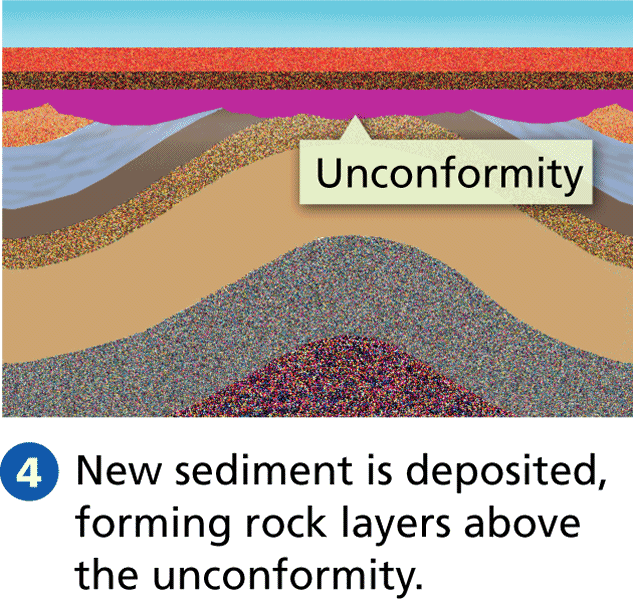 Unconformity
4 New sediment is deposited,
forming rock layers above
the unconformity.